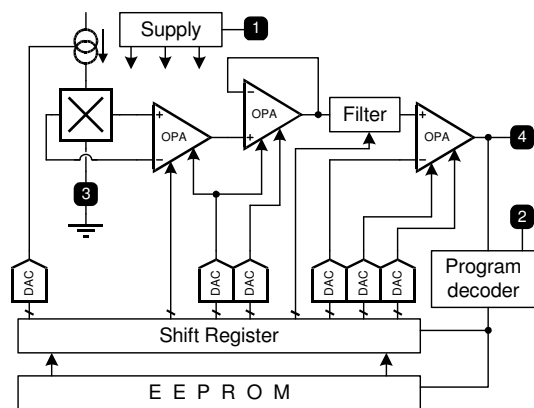 Supply
1
OPA
OPA
Filter
OPA
4
3
2
DAC
DAC
DAC
DAC
DAC
DAC
Program
decoder
Shift Register
E E P R O M